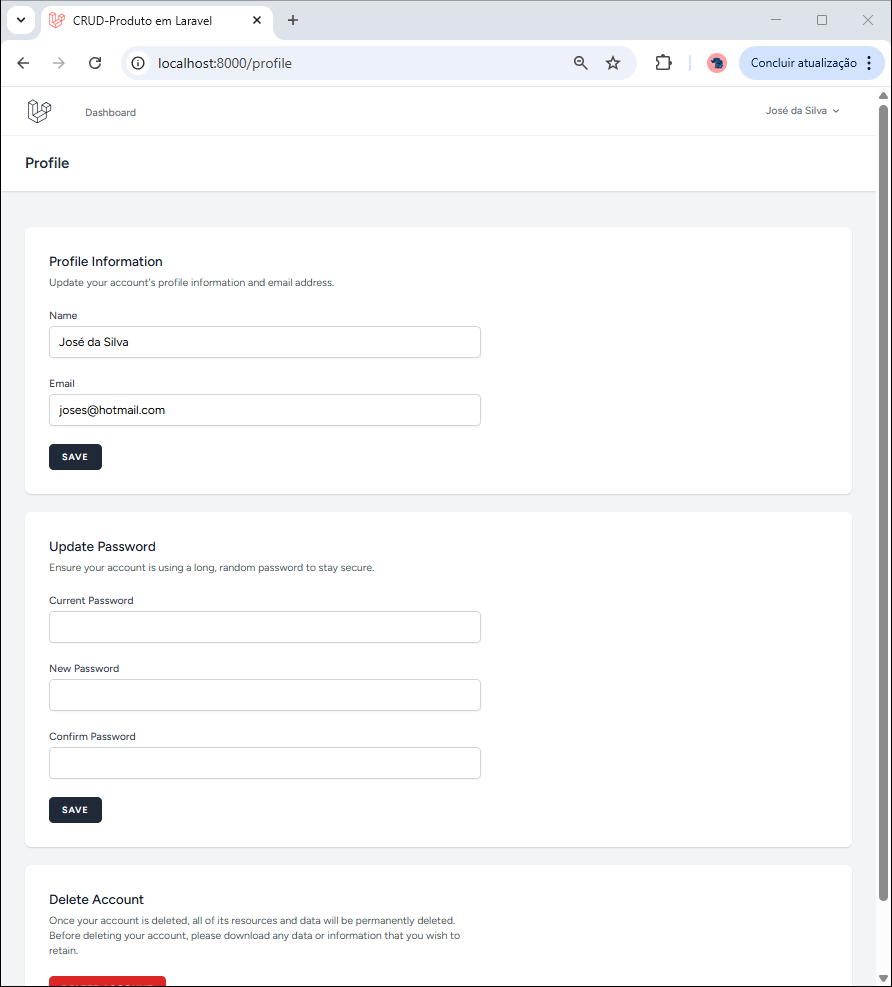 CRUD-Produto em Laravel
localhost:8000/profile
Concluir atualização
Dashboard
José da Silva
Profile
Profile Information
Update your account's profile information and email address.
Name
José da Silva
Email
joses@hotmail.com
SAVE
Update Password
Ensure your account is using a long, random password to stay secure.
Current Password
New Password
Confirm Password
SAVE
Delete Account
Once your account is deleted, all of its resources and data will be permanently deleted.
Before deleting your account, please download any data or information that you wish to
retain.
DELETE ACCOUNT